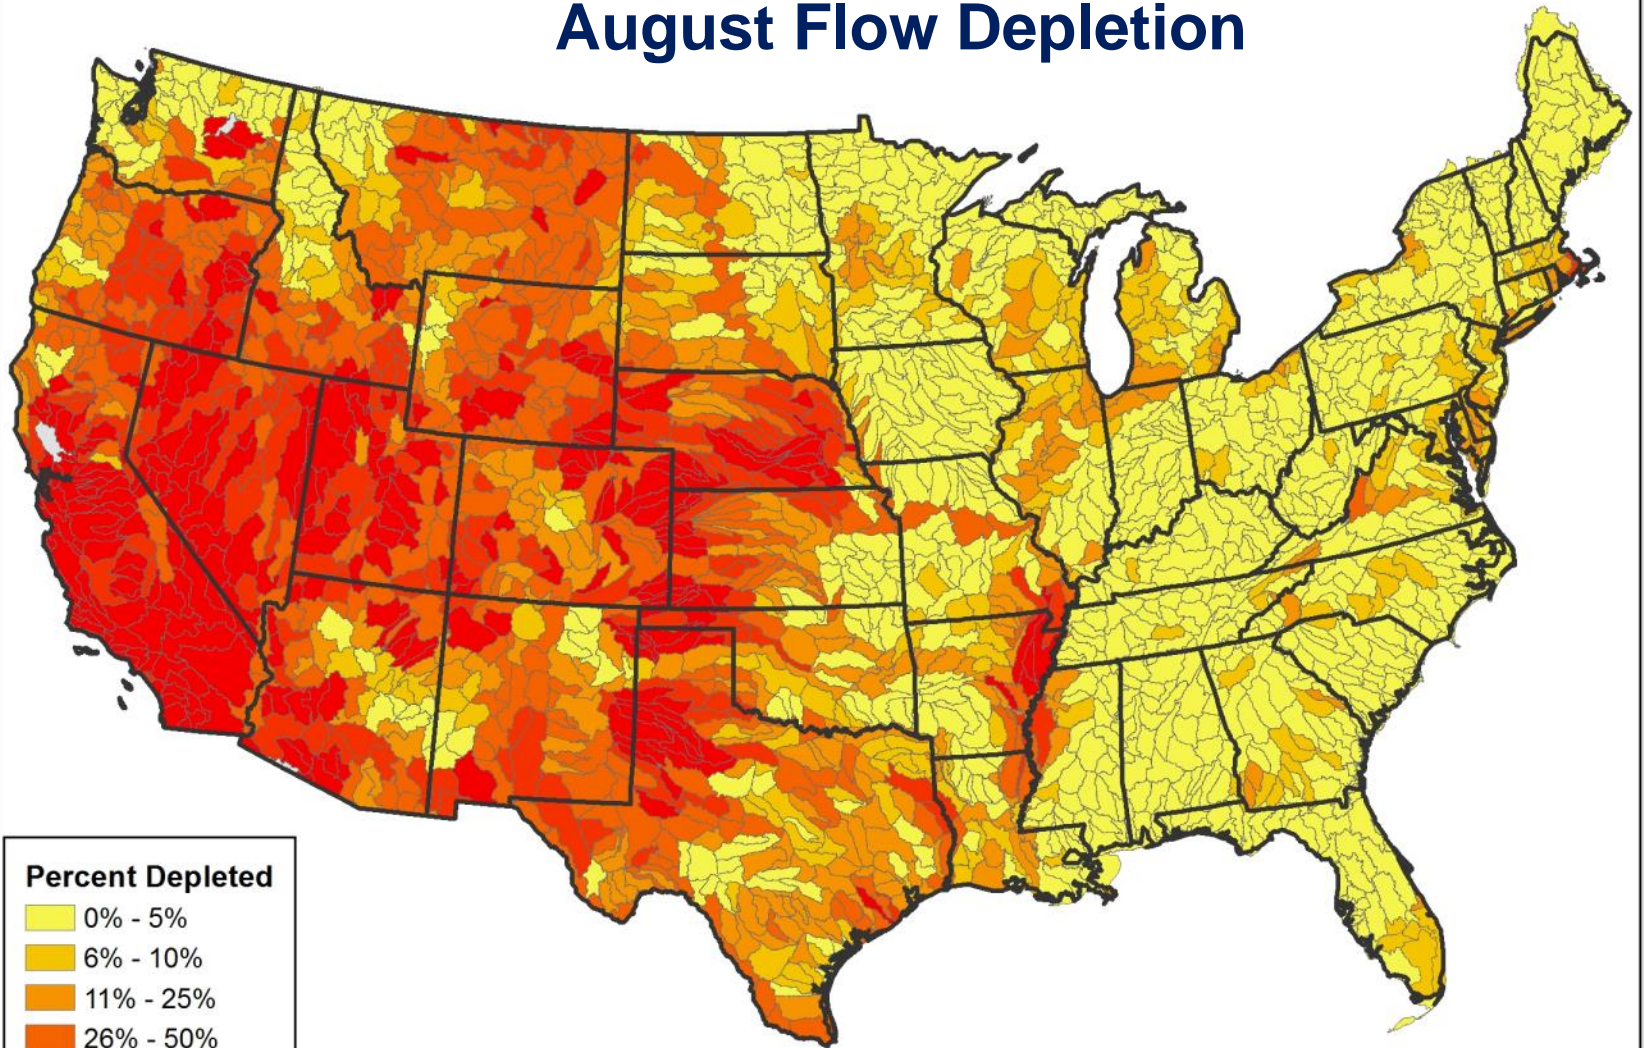 August Flow Depletion
Percent Depleted
0% - 5%
6% - 10%
11% - 25%
26% - 50%